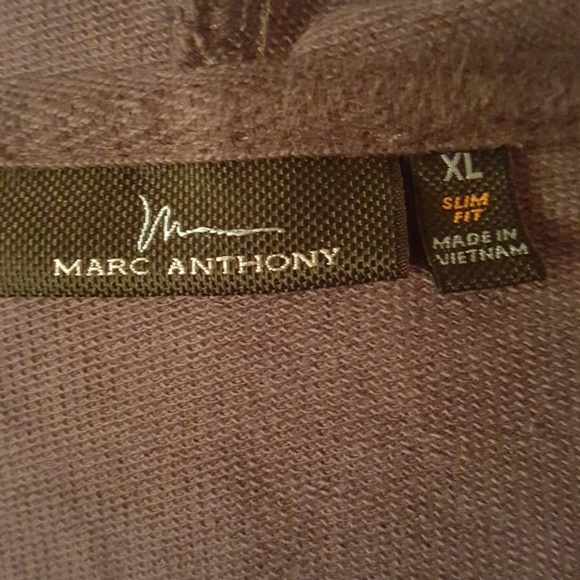 MARC ANTHONY
XL
SLIM
FIT
MADE IN
VIETNAM